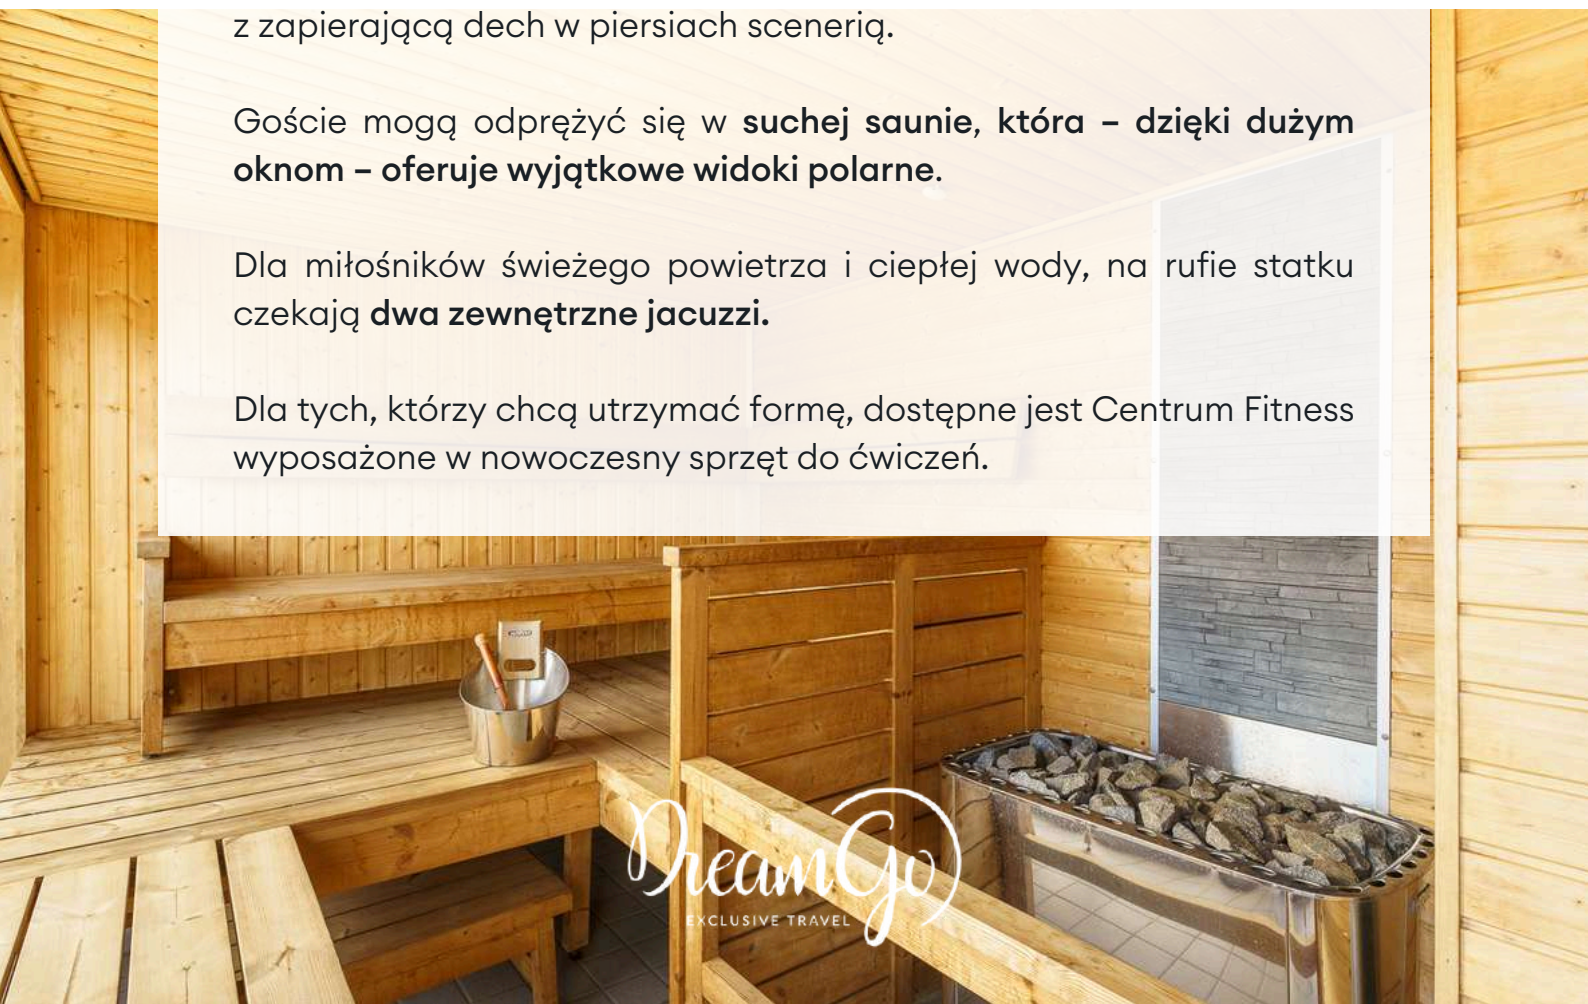 z zapierającą dech w piersiach scenerią.
Goście mogą odprężyć się w suchej saunie, która – dzięki dużym
oknom – oferuje wyjątkowe widoki polarne.
Dla miłośników świeżego powietrza i ciepłej wody, na rufie statku
czekają dwa zewnętrzne jacuzzi.
Dla tych, którzy chcą utrzymać formę, dostępne jest Centrum Fitness
wyposażone w nowoczesny sprzęt do ćwiczeń.
DreamGo
EXCLUSIVE TRAVEL